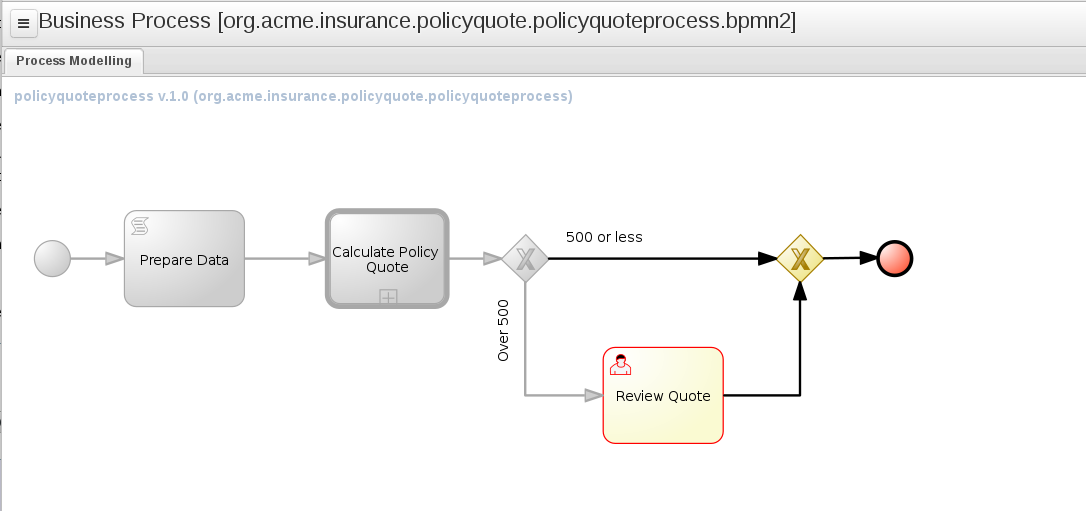 Business Process [org.acme.insurance.policyquote.policyquoteprocess.bpmn2]
Process Modelling
policyquoteprocess v.1.0 (org.acme.insurance.policyquote.policyquoteprocess)
500 or less
Prepare Data
Calculate Policy
Quote
Over 500
Review Quote